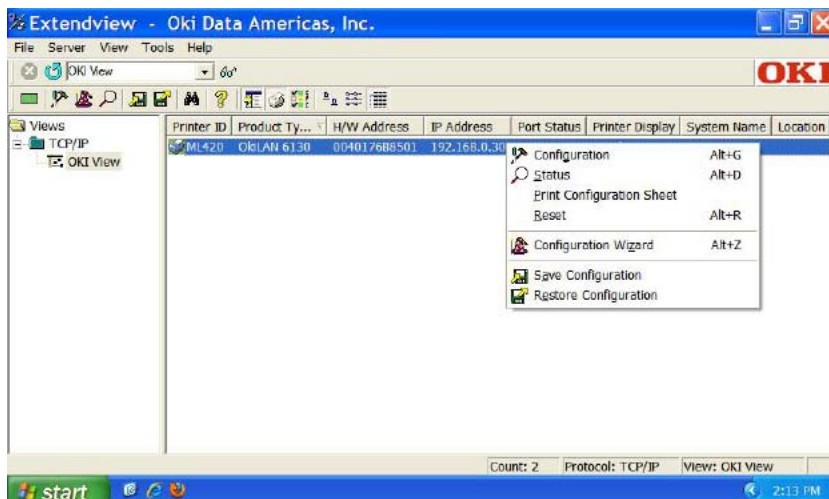 Extendview - Oki Data Americas, Inc.
File Server View Tools Help
OKI View
OKI
Views
TCP/IP
OKI View
Printer ID Product Ty... H/W Address IP Address Port Status Printer Display System Name Location
ML420 OkiLAN 6130 0040176B8501 192.168.0.30
Configuration Alt+G
Status Alt+D
Print Configuration Sheet
Reset Alt+R
Configuration Wizard Alt+Z
Save Configuration
Restore Configuration
Count: 2 Protocol: TCP/IP View: OKI View
start 2:13 PM